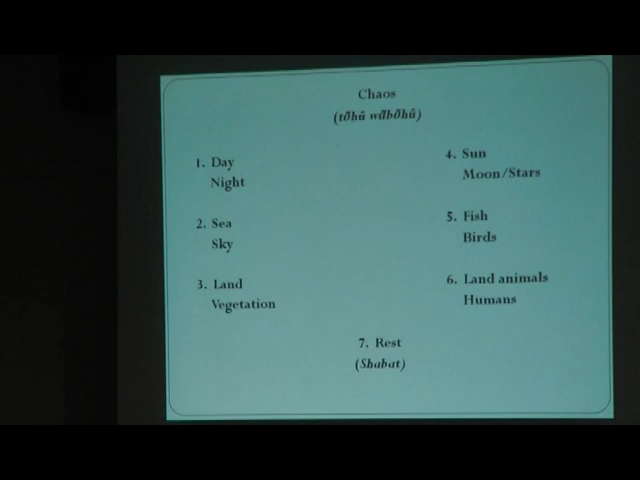 Chaos
(tōhû wābōhû)
1. Day
Night
2. Sea
Sky
3. Land
Vegetation
4. Sun
Moon/Stars
5. Fish
Birds
6. Land animals
Humans
7. Rest
(Shabat)